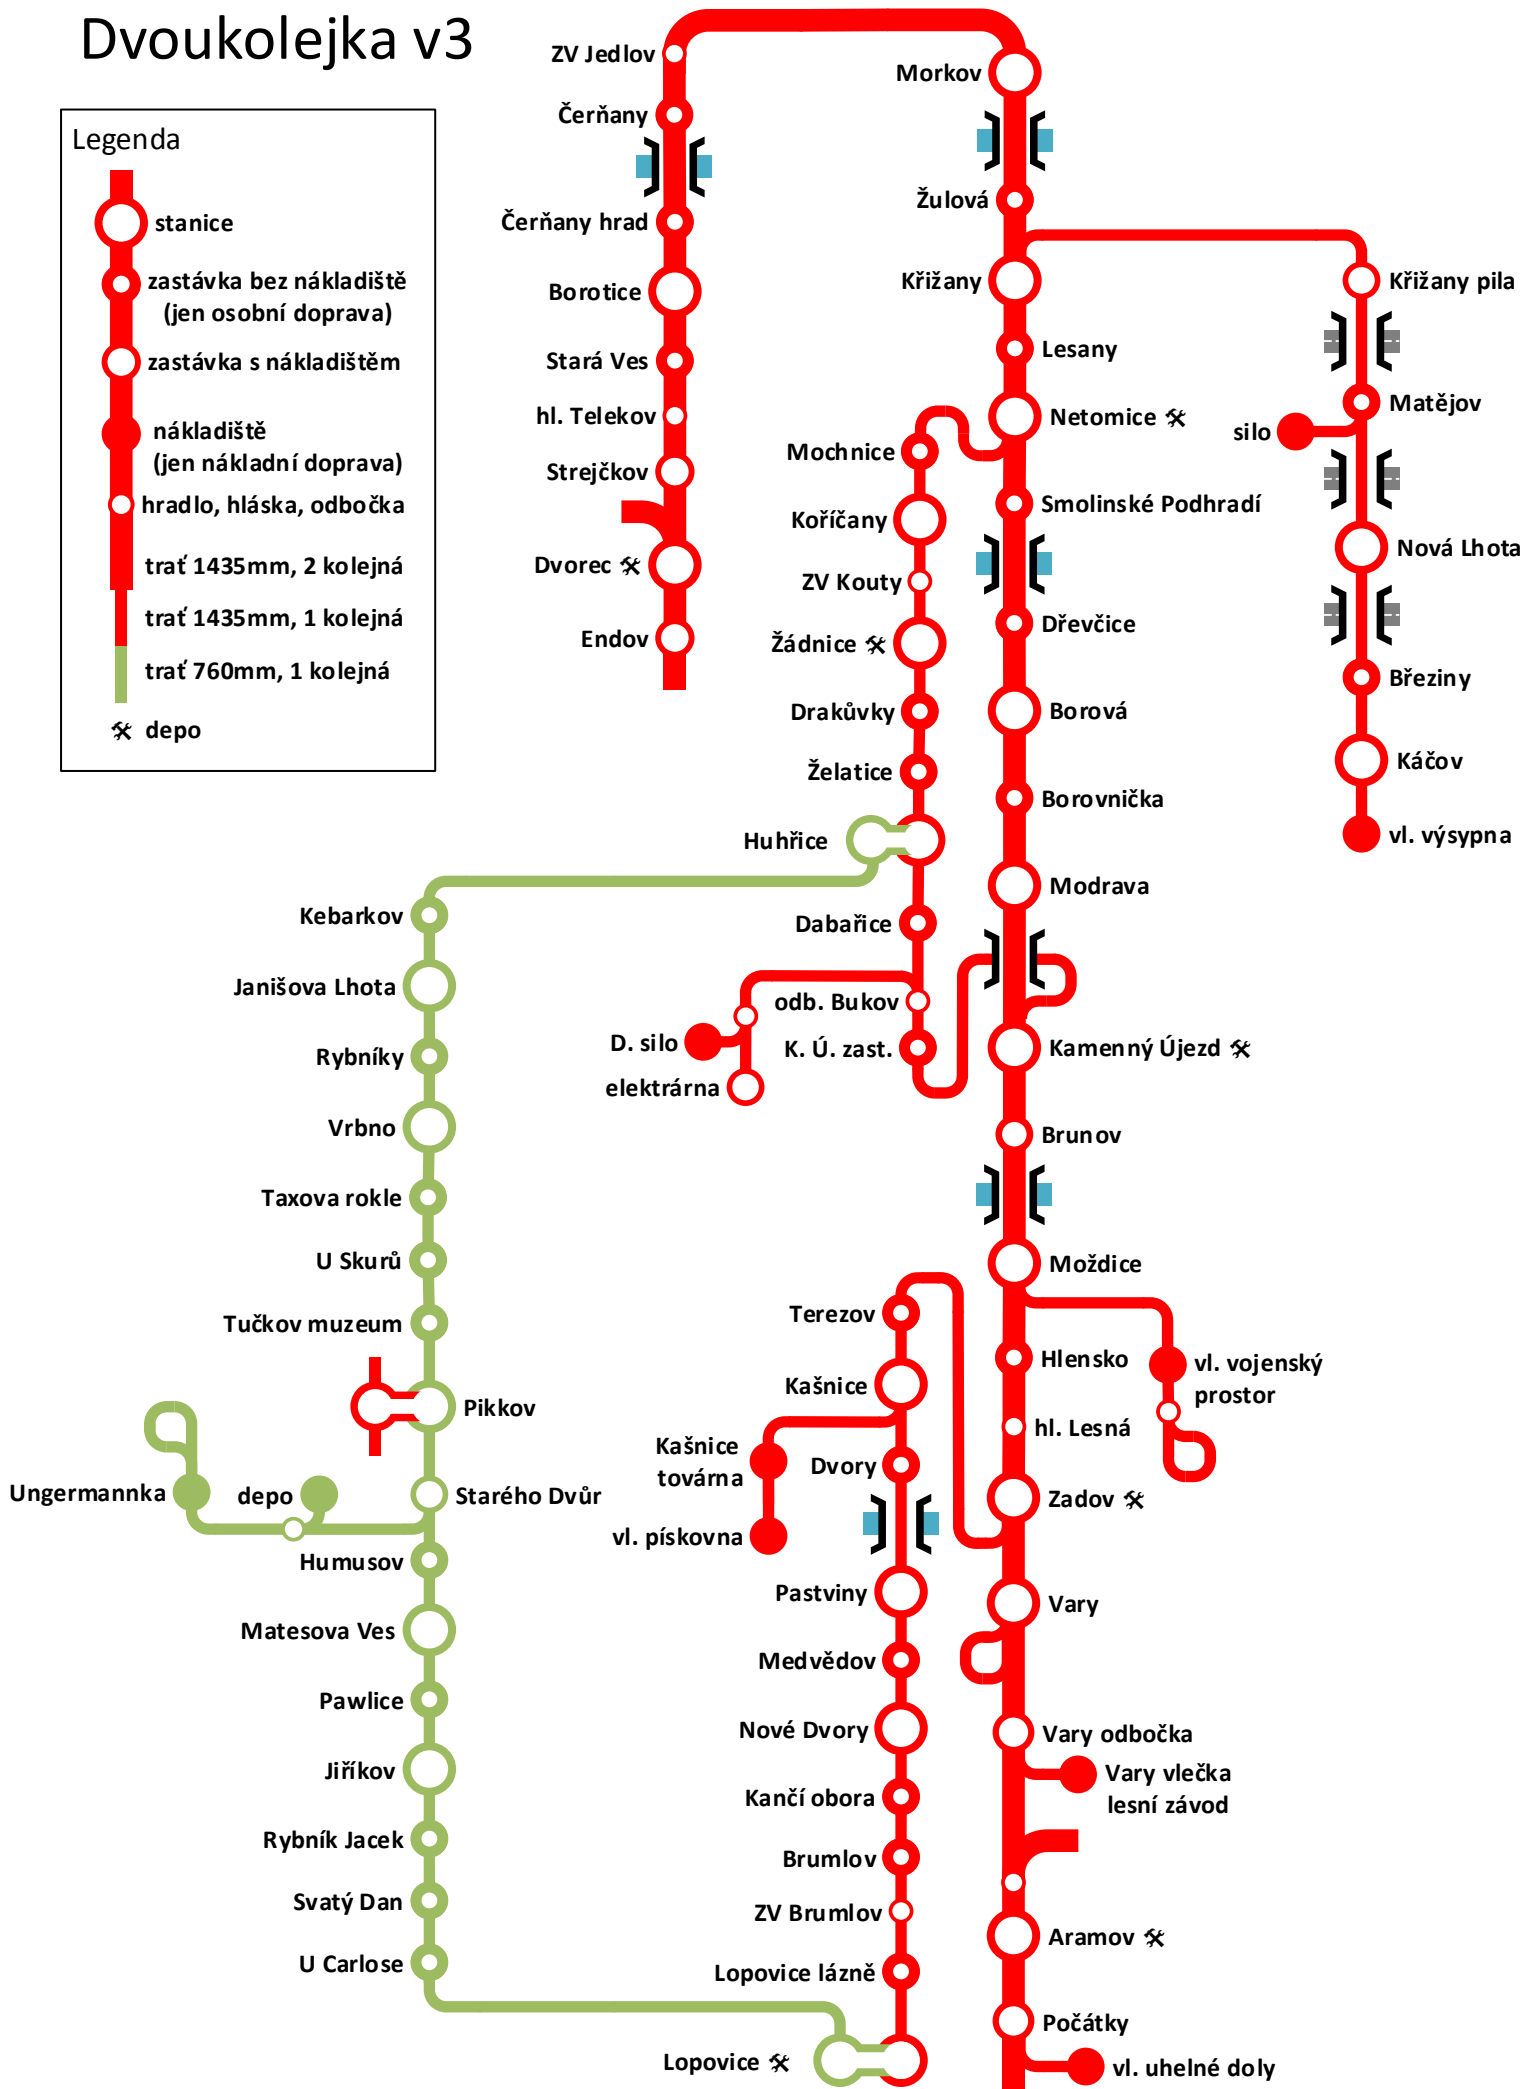 Dvoukolejka v3
Legenda
stanice
zastávka bez nákladiště
(jen osobní doprava)
zastávka s nákladištěm
nákladiště
(jen nákladní doprava)
hradlo, hláska, odbočka
trať 1435mm, 2 kolejná
trať 1435mm, 1 kolejná
trať 760mm, 1 kolejná
depo
ZV Jedlov
Čerňany
Čerňany hrad
Borotice
Stará Ves
hl. Telekov
Strejčkov
Dvorec
Endov
Morkov
Žulová
Křižany
Lesany
Netomice
Smolinské Podhradí
Dřevčice
Borová
Borovnička
Modrava
Kamenný Újezd
Brunov
Moždice
Hlensko
hl. Lesná
Zadov
Vary
Vary odbočka
Vary vlečka
lesní závod
Aramov
Počátky
vl. uhelné doly
Křižany pila
Matějov
silo
Nová Lhota
Březiny
Káčov
vl. výsypna
Mochnice
Koříčany
ZV Kouty
Žádnice
Drakůvky
Želatice
Huhřice
Dabařice
odb. Bukov
D. silo
K. Ú. zast.
elektrárna
vl. vojenský
prostor
Terezov
Kašnice
Kašnice
továrna
Dvory
vl. pískovna
Pastviny
Medvědov
Nové Dvory
Kančí obora
Brumlov
ZV Brumlov
Lopovice lázně
Lopovice
Kebarkov
Janišova Lhota
Rybníky
Vrbno
Taxova rokle
U Skurů
Tučkov muzeum
Pikkov
Ungermannka
depo
Starého Dvůr
Humusov
Matesova Ves
Pawlice
Jiříkov
Rybník Jacek
Svatý Dan
U Carlose